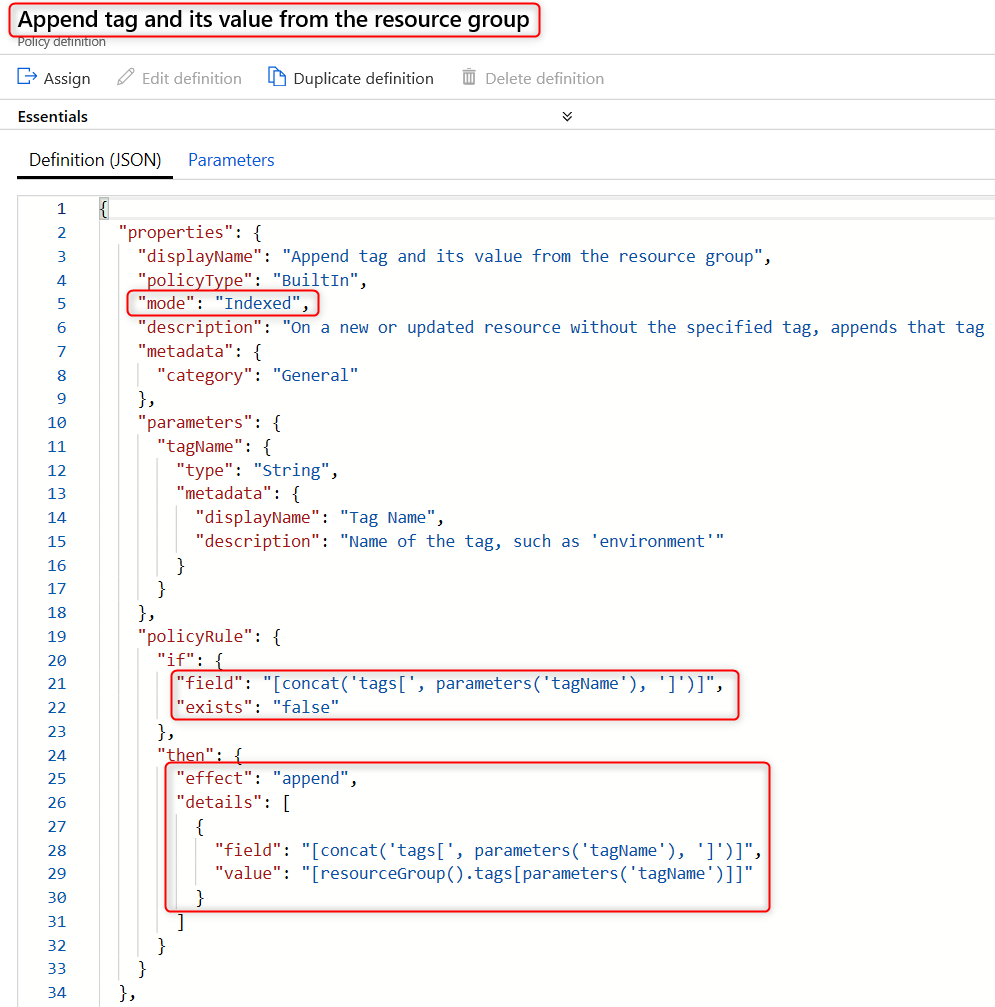 Append tag and its value from the resource group
Policy definition
Assign Edit definition Duplicate definition Delete definition
Essentials
Definition (JSON) Parameters
1 {
2 "properties": {
3 "displayName": "Append tag and its value from the resource group",
4 "policyType": "BuiltIn",
5 "mode": "Indexed",
6 "description": "On a new or updated resource without the specified tag, appends that tag
7 "metadata": {
8 "category": "General"
9 },
10 "parameters": {
11 "tagName": {
12 "type": "String",
13 "metadata": {
14 "displayName": "Tag Name",
15 "description": "Name of the tag, such as 'environment'"
16 }
17 }
18 },
19 "policyRule": {
20 "if": {
21 "field": "[concat('tags[', parameters('tagName'), ']')]",
22 "exists": "false"
23 },
24 "then": {
25 "effect": "append",
26 "details": [
27 {
28 "field": "[concat('tags[', parameters('tagName'), ']')]",
29 "value": "[resourceGroup().tags[parameters('tagName')]]"
30 }
31 ]
32 }
33 }
34 },